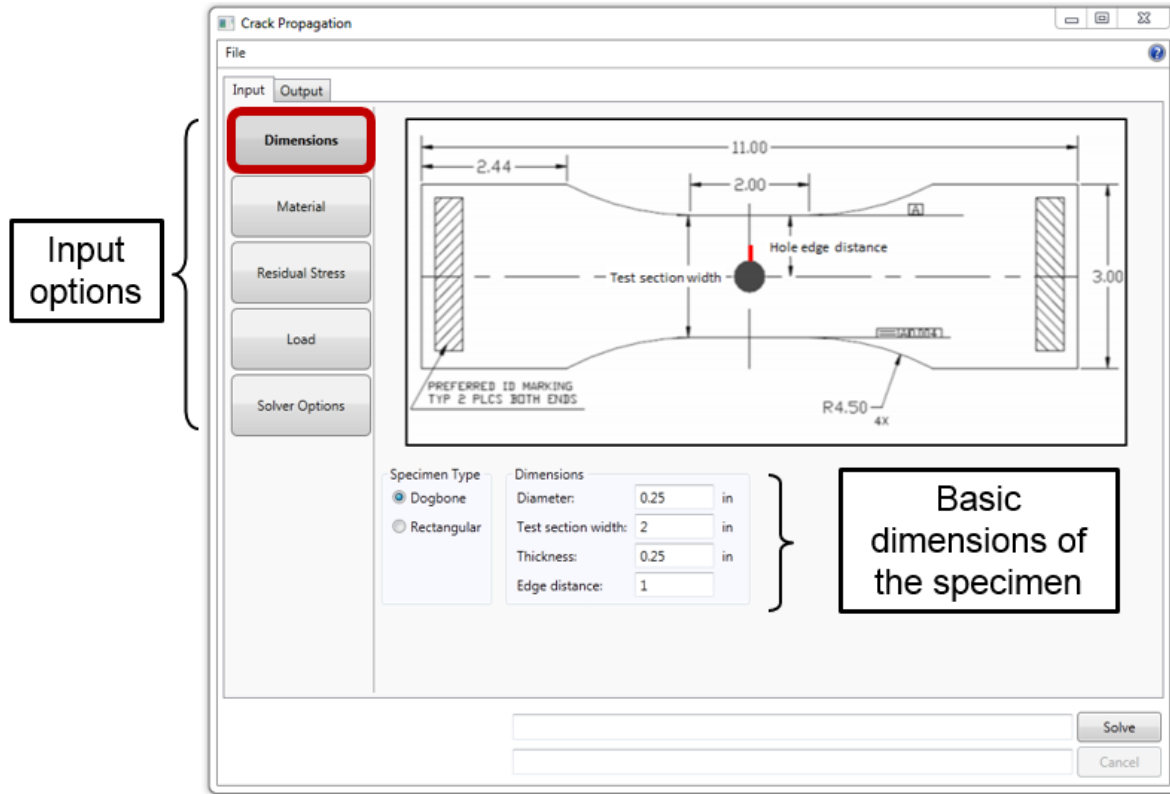 Crack Propagation
File
Input Output
Dimensions
Material
Residual Stress
Load
Solver Options
Input
options
11.00
2.44
2.00
A
Hole edge distance
Test section width
3.00
PREFERRED ID MARKING
TYP 2 PLCS BOTH ENDS
R4.50
4X
Specimen Type
Dogbone
Rectangular
Dimensions
Diameter: 0.25 in
Test section width: 2 in
Thickness: 0.25 in
Edge distance: 1
Basic
dimensions of
the specimen
Solve
Cancel